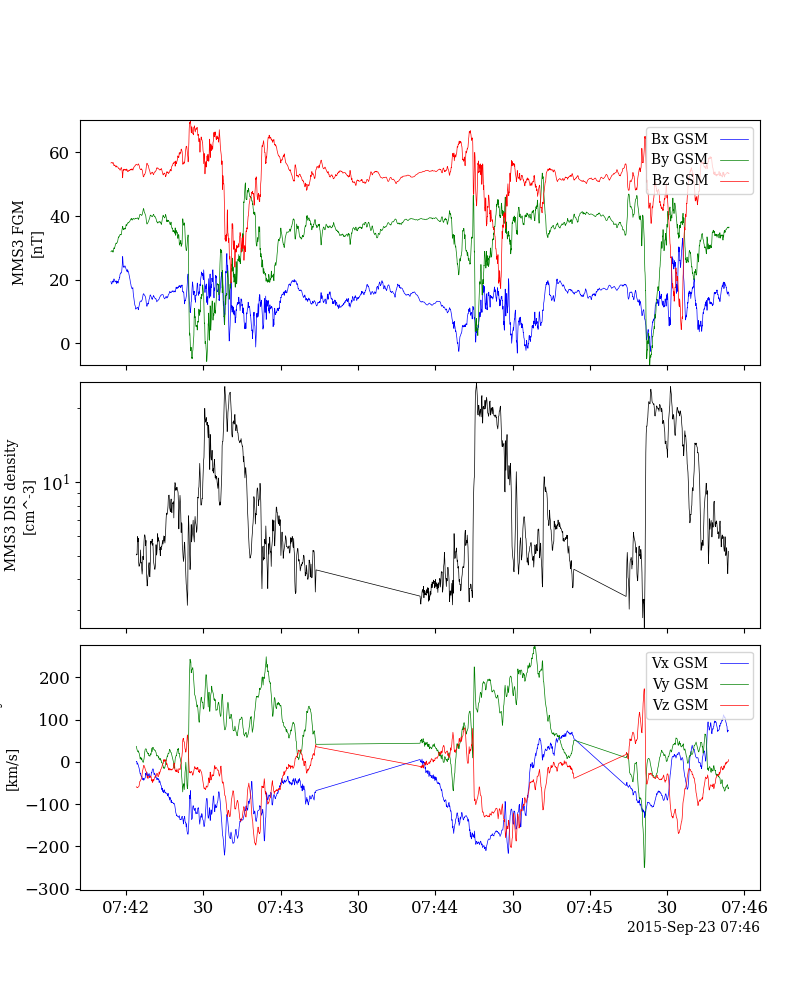 60
40
20
0
MMS3 FGM
[nT]
Bx GSM
By GSM
Bz GSM
10^1
MMS3 DIS density
[cm^-3]
200
100
0
−100
−200
−300
[km/s]
Vx GSM
Vy GSM
Vz GSM
07:42 30 07:43 30 07:44 30 07:45 30 07:46
2015-Sep-23 07:46